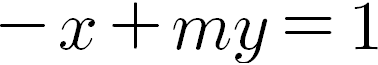 −x + my = 1